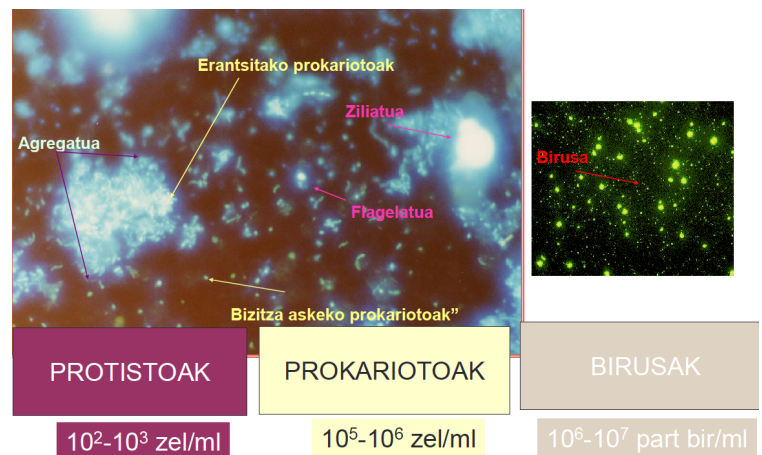 Erantsitako prokariotoak
Ziliatua
Agregatua
Birusa
Flagelatua
Bizitza askeko prokariotoak”
PROTISTOAK
PROKARIOTOAK
BIRUSAK
10²-10³ zel/ml
10⁵-10⁶ zel/ml
10⁶-10⁷ part bir/ml